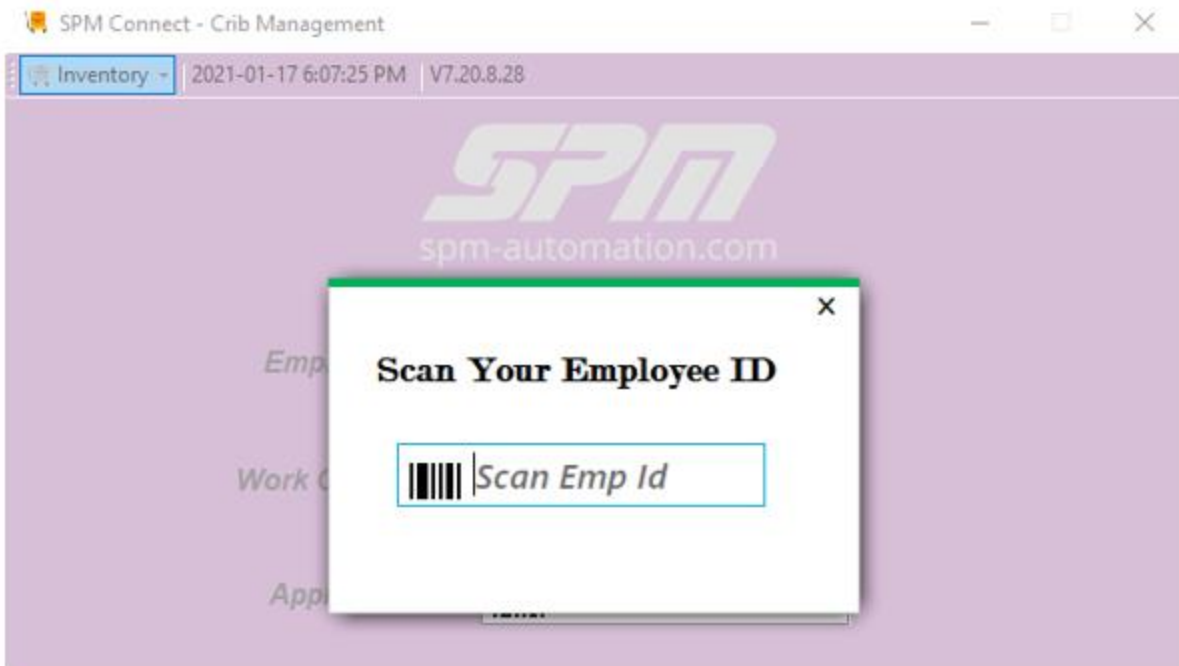 SPM Connect - Crib Management
Inventory 2021-01-17 6:07:25 PM V7.20.8.28
SPM
spm-automation.com
Scan Your Employee ID
Scan Emp Id
Work